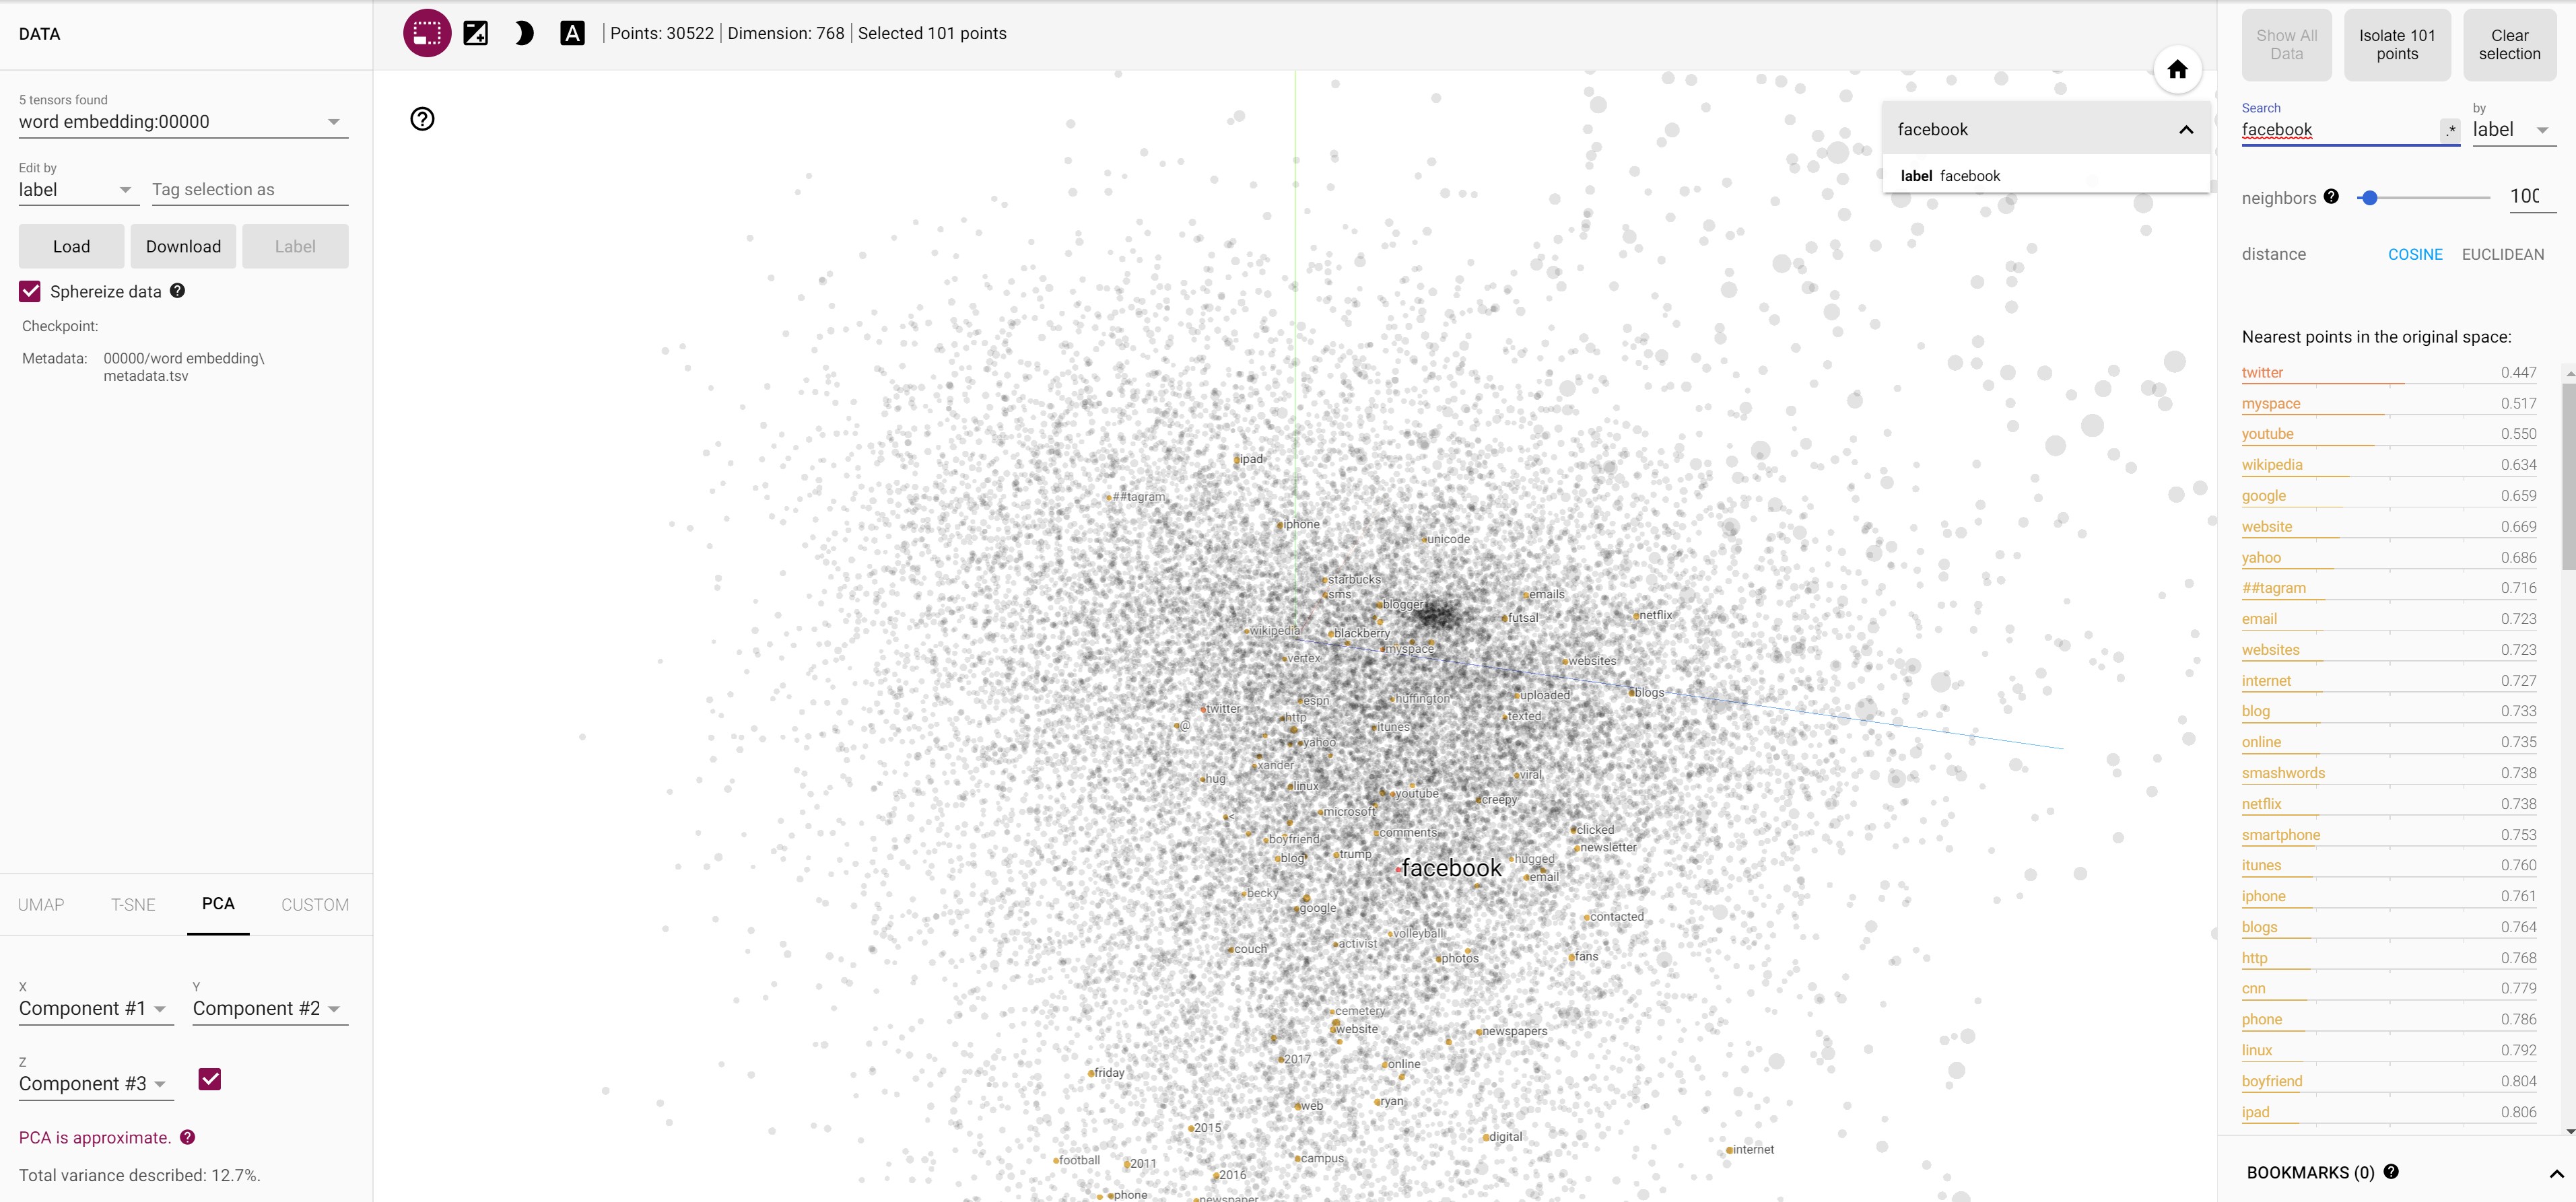 DATA
Points: 30522 | Dimension: 768 | Selected 101 points
5 tensors found
word embedding:00000
Edit by
label
Tag selection as
Load
Download
Label
Sphereize data
Checkpoint:
Metadata: 00000/word embedding\
metadata.tsv
UMAP
T-SNE
PCA
CUSTOM
X
Component #1
Y
Component #2
Z
Component #3
PCA is approximate.
Total variance described: 12.7%.
A
facebook
label facebook
ipad
##tagram
iphone
unicode
starbucks
sms
emails
blogger
futsal
netflix
wikipedia
blackberry
myspace
vertex
websites
blogs
espn
huffington
uploaded
twitter
http
texted
@
itunes
yahoo
xander
hug
viral
linux
youtube
creepy
microsoft
<
boyfriend
comments
clicked
newsletter
blog
trump
facebook
hugged
email
becky
google
contacted
volleyball
couch
activist
photos
fans
cemetery
website
newspapers
2017
online
friday
web
ryan
2015
digital
internet
football
2011
campus
2016
phone
newspaper
Show All
Data
Isolate 101
points
Clear
selection
Search
facebook
.*
by
label
neighbors
100
distance
COSINE
EUCLIDEAN
Nearest points in the original space:
twitter 0.447
myspace 0.517
youtube 0.550
wikipedia 0.634
google 0.659
website 0.669
yahoo 0.686
##tagram 0.716
email 0.723
websites 0.723
internet 0.727
blog 0.733
online 0.735
smashwords 0.738
netflix 0.738
smartphone 0.753
itunes 0.760
iphone 0.761
blogs 0.764
http 0.768
cnn 0.779
phone 0.786
linux 0.792
boyfriend 0.804
ipad 0.806
BOOKMARKS (0)